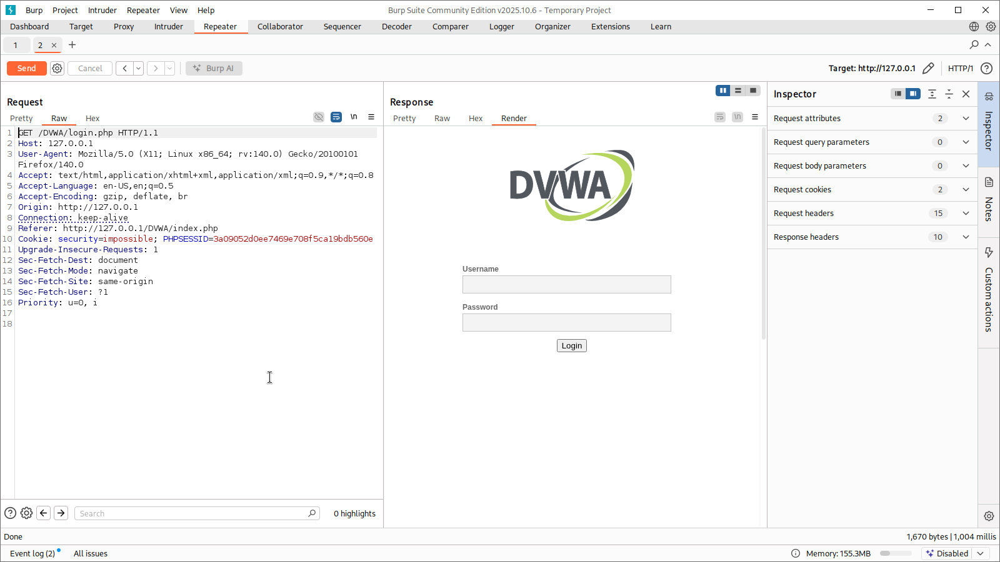 Burp Project Intruder Repeater View Help
Burp Suite Community Edition v2025.10.6 - Temporary Project
Dashboard Target Proxy Intruder Repeater Collaborator Sequencer Decoder Comparer Logger Organizer Extensions Learn
1 2 × +
Send Cancel < > Burp AI
Target: http://127.0.0.1 HTTP/1 ?
Request
Pretty Raw Hex \n
1 GET /DVWA/login.php HTTP/1.1
2 Host: 127.0.0.1
3 User-Agent: Mozilla/5.0 (X11; Linux x86_64; rv:140.0) Gecko/20100101
Firefox/140.0
4 Accept: text/html,application/xhtml+xml,application/xml;q=0.9,*/*;q=0.8
5 Accept-Language: en-US,en;q=0.5
6 Accept-Encoding: gzip, deflate, br
7 Origin: http://127.0.0.1
8 Connection: keep-alive
9 Referer: http://127.0.0.1/DVWA/index.php
10 Cookie: security=impossible; PHPSESSID=3a09052d0ee7469e708f5ca19bdb560e
11 Upgrade-Insecure-Requests: 1
12 Sec-Fetch-Dest: document
13 Sec-Fetch-Mode: navigate
14 Sec-Fetch-Site: same-origin
15 Sec-Fetch-User: ?1
16 Priority: u=0, i
17
18
Search
0 highlights
Response
Pretty Raw Hex Render \n
DVWA
Username
Password
Login
Inspector
Request attributes 2
Request query parameters 0
Request body parameters 0
Request cookies 2
Request headers 15
Response headers 10
Inspector
Notes
Custom actions
Done
1,670 bytes | 1,004 millis
Event log (2) All issues
Memory: 155.3MB
Disabled